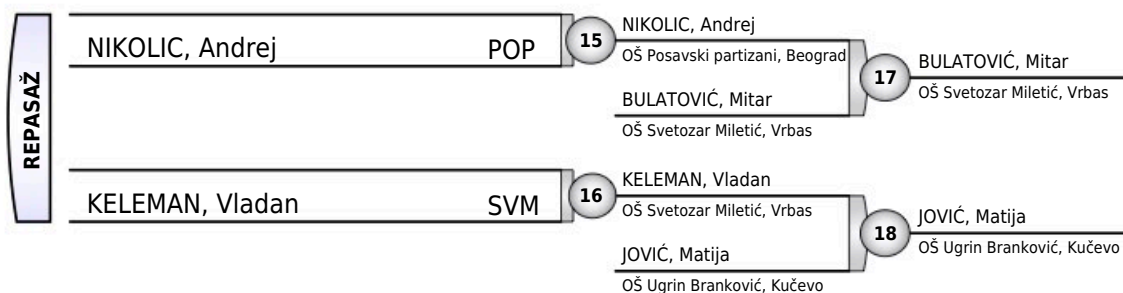 REPASAŽ
NIKOLIC, Andrej POP
15
NIKOLIĆ, Andrej
OŠ Posavski partizani, Beograd
BULATOVIĆ, Mitar
OŠ Svetozar Miletić, Vrbas
17
BULATOVIĆ, Mitar
OŠ Svetozar Miletić, Vrbas
KELEMAN, Vladan SVM
16
KELEMAN, Vladan
OŠ Svetozar Miletić, Vrbas
JOVIĆ, Matija
OŠ Ugrin Branković, Kučevo
18
JOVIĆ, Matija
OŠ Ugrin Branković, Kučevo